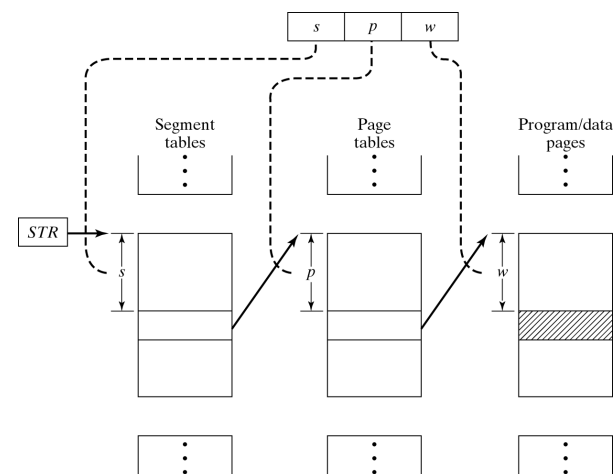 s p w
Segment tables
Page tables
Program/data pages
STR
s
p
w